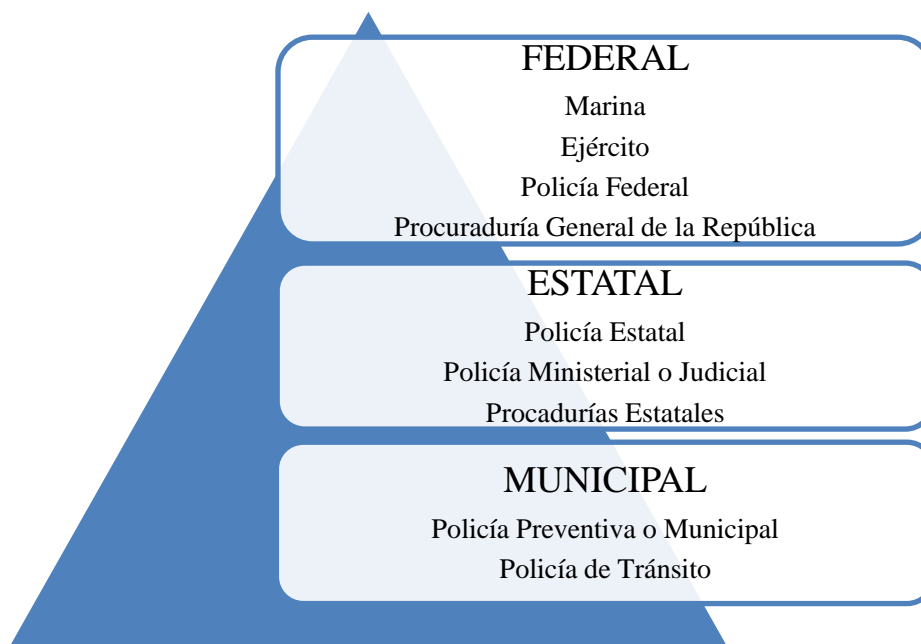 FEDERAL
Marina
Ejército
Policía Federal
Procuraduría General de la República
ESTATAL
Policía Estatal
Policía Ministerial o Judicial
Procadurías Estatales
MUNICIPAL
Policía Preventiva o Municipal
Policía de Tránsito